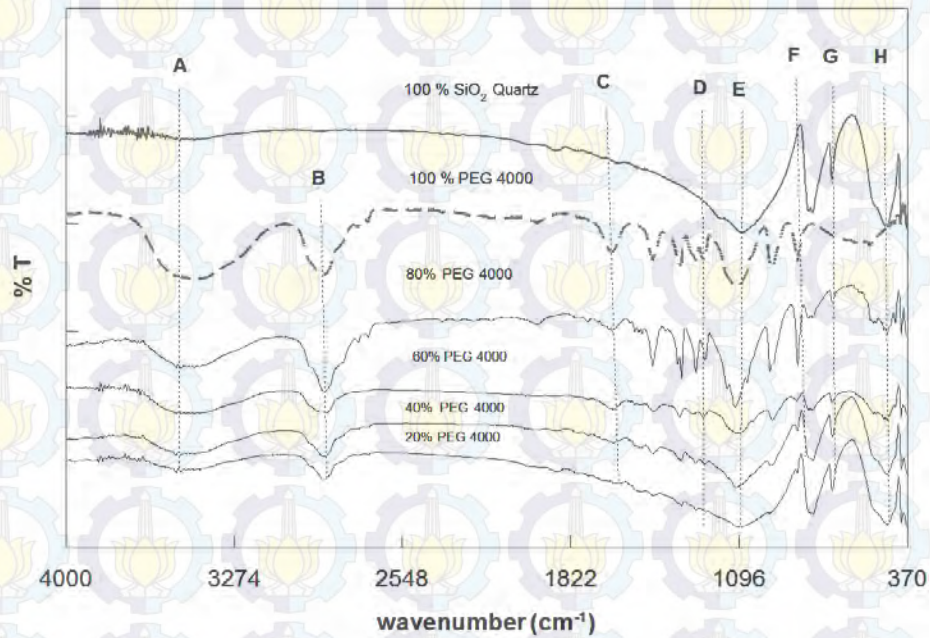 A
B
C
D
E
F
G
H
100 % SiO₂ Quartz
100 % PEG 4000
80% PEG 4000
60% PEG 4000
40% PEG 4000
20% PEG 4000
% T
4000
3274
2548
1822
1096
370
wavenumber (cm⁻¹)